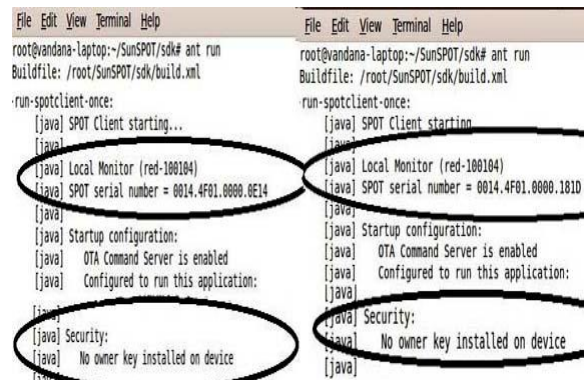 File Edit View Terminal Help
root@vandana-laptop:~/SunSPOT/sdk# ant run
Buildfile: /root/SunSPOT/sdk/build.xml
-run-spotclient-once:
[java] SPOT Client starting...
[java]
[java] Local Monitor (red-100104)
[java] SPOT serial number = 0014.4F01.0000.0E14
[java]
[java] Startup configuration:
[java] OTA Command Server is enabled
[java] Configured to run this application:
[java]
[java] Security:
[java] No owner key installed on device
[java]
File Edit View Terminal Help
root@vandana-laptop:~/SunSPOT/sdk# ant run
Buildfile: /root/SunSPOT/sdk/build.xml
-run-spotclient-once:
[java] SPOT Client starting
[java]
[java] Local Monitor (red-100104)
[java] SPOT serial number = 0014.4F01.0000.181D
[java]
[java] Startup configuration:
[java] OTA Command Server is enabled
[java] Configured to run this application:
[java]
[java] Security:
[java] No owner key installed on device
[java]